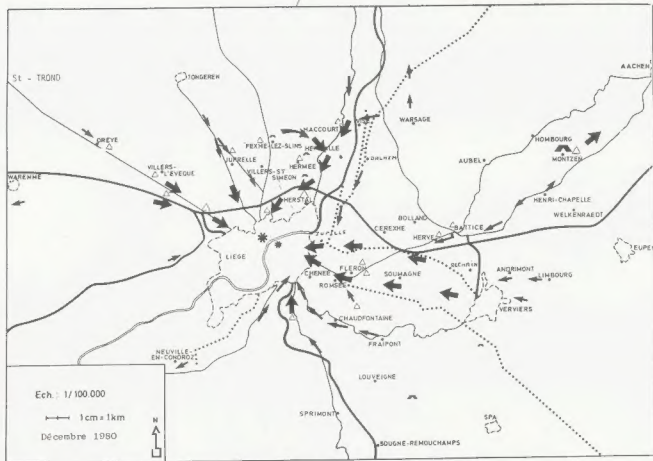 St - TROND
TONGEREN
AACHEN
OREYE
HACCOURT
WARSAGE
HOMBOURG
MONTZEN
FEXHE-LEZ-SLINS
HERMEE
JUPRELLE
VILLERS-ST
SIMEON
VILLERS-
L'EVEQUE
DALHEM
AUBEL
WAREMME
HERSTAL
HENRI-CHAPELLE
WELKENRAEDT
BOLLAND
BATTICE
CEREXHE
HERVE
JUPILLE
LIEGE
EUPEN
FLERON
CHENEE
ROMSEE
SOUMAGNE
ANDRIMONT
LIMBOURG
VERVIERS
CHAUDFONTAINE
FRAIPONT
NEUVILLE-
EN-CONDROZ
LOUVEIGNE
SPRIMONT
SPA
SOUGNE-REMOUCHAMPS
Ech.: 1/100.000
1cm = 1km
Décembre 1980
N